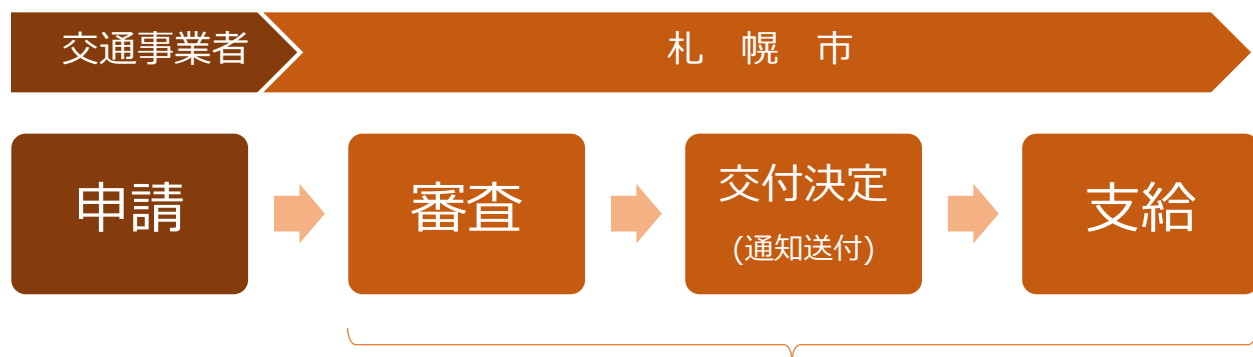 交通事業者
札 幌 市
申請
審査
交付決定
(通知送付)
支給